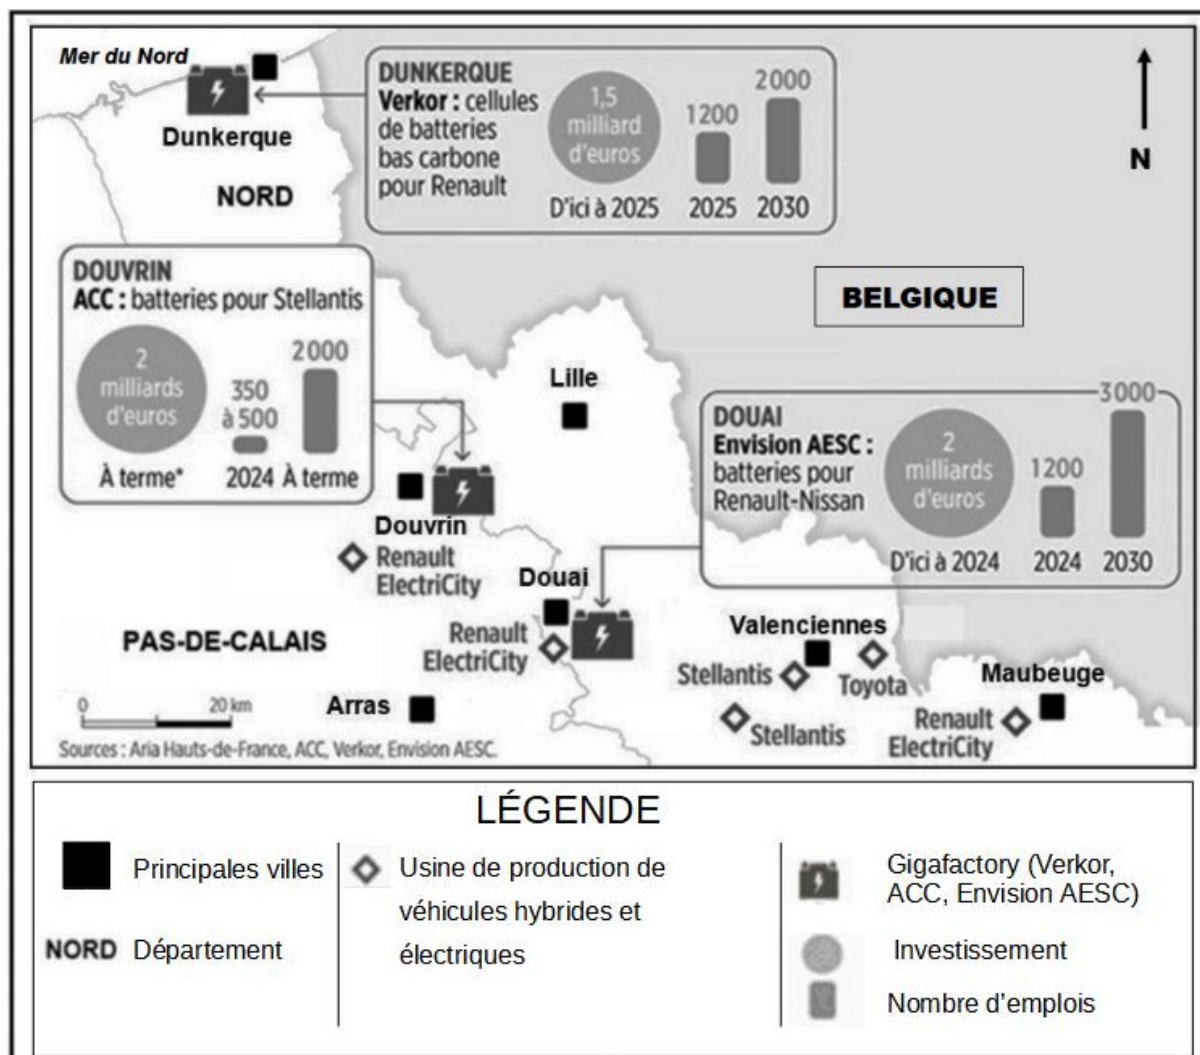 Mer du Nord
Dunkerque
NORD
DUNKERQUE
Verkor : cellules
de batteries
bas carbone
pour Renault
1,5
milliard
d'euros
D'ici à 2025
1200
2025
2000
2030
N
DOUVRIN
ACC : batteries pour Stellantis
2
milliards
d'euros
À terme*
350
à 500
2024
2000
À terme
BELGIQUE
Lille
DOUAI
Envision AESC :
batteries pour
Renault-Nissan
2
milliards
d'euros
D'ici à 2024
1200
2024
3000
2030
Douvrin
Renault
ElectriCity
Douai
Renault
ElectriCity
PAS-DE-CALAIS
Valenciennes
Stellantis
Toyota
Stellantis
Maubeuge
Renault
ElectriCity
Arras
0
20 km
Sources : Aria Hauts-de-France, ACC, Verkor, Envision AESC.
LÉGENDE
Principales villes
NORD Département
Usine de production de
véhicules hybrides et
électriques
Gigafactory (Verkor,
ACC, Envision AESC)
Investissement
Nombre d'emplois